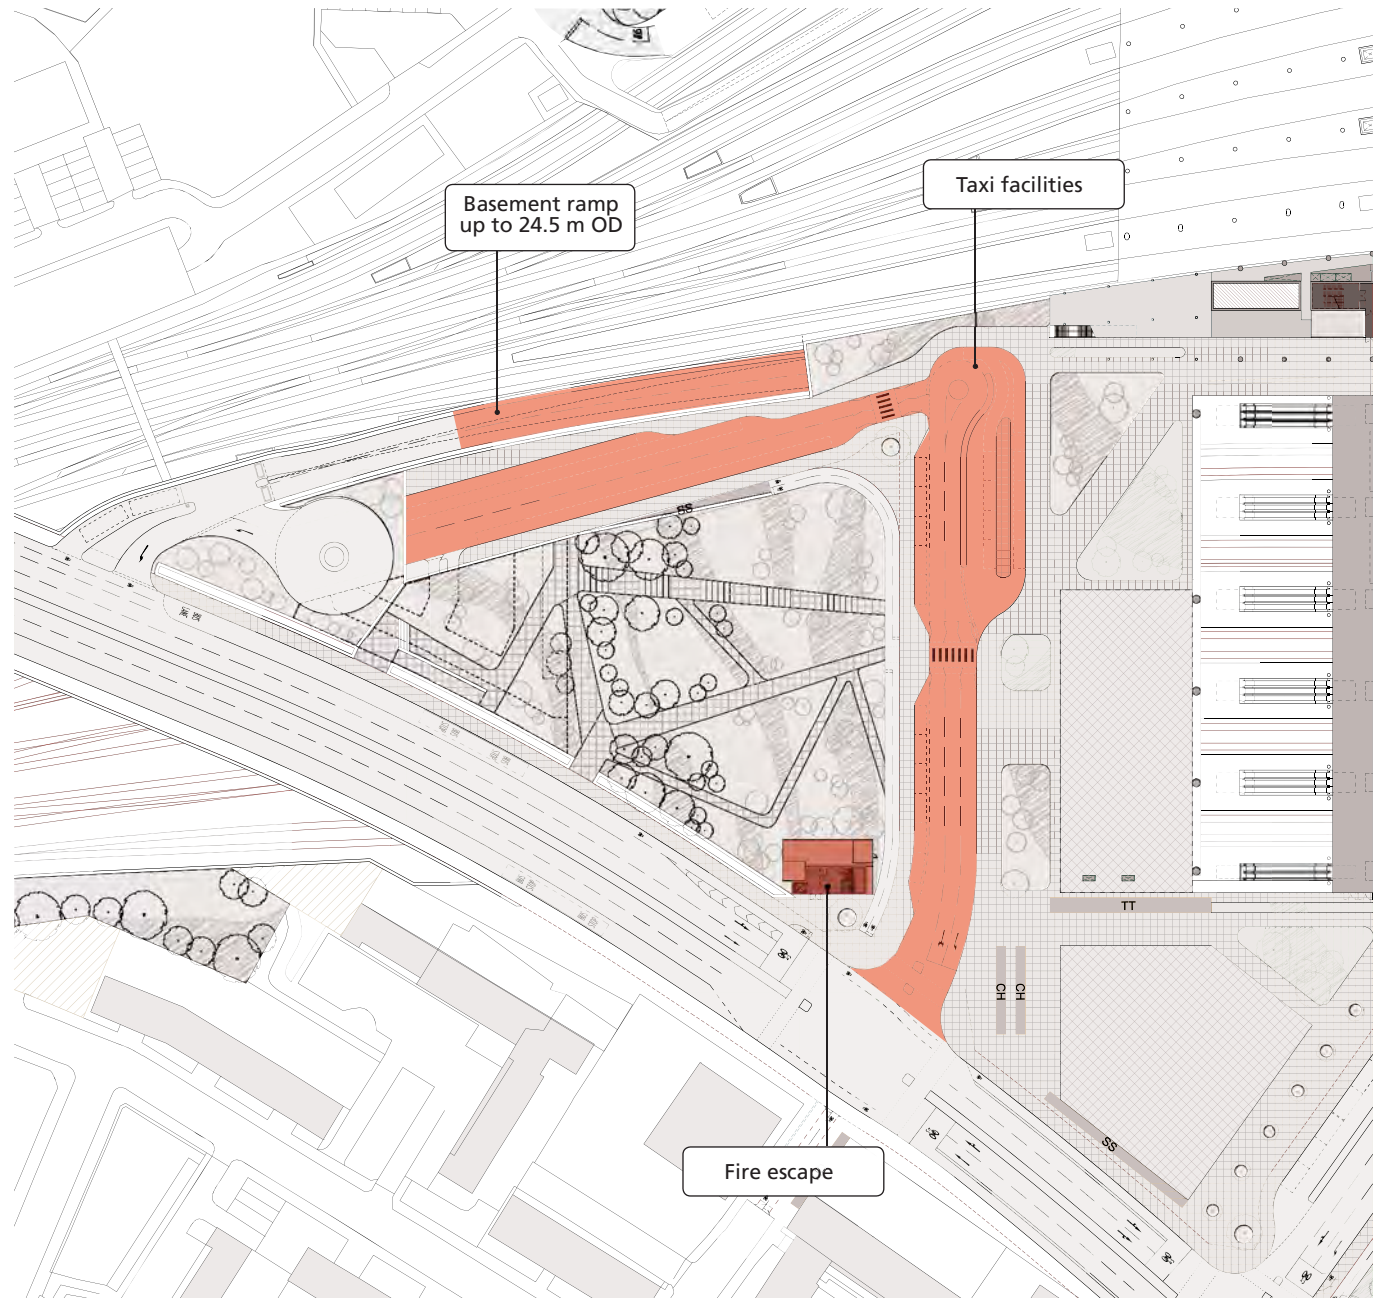 Taxi facilities
Basement ramp
up to 24.5 m OD
SS
TT
CH
CH
SS
Fire escape